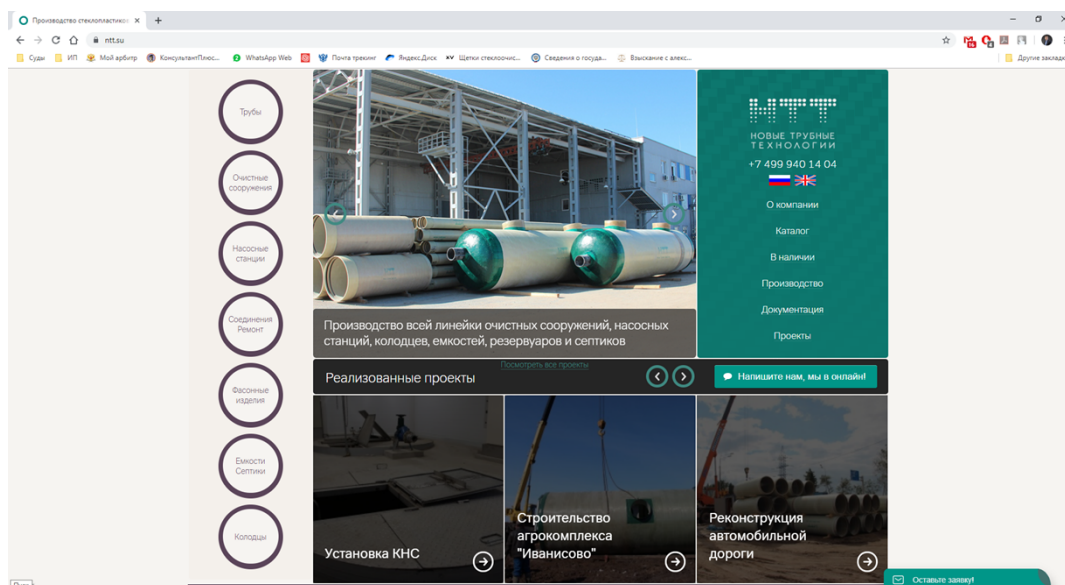 Производство стеклопластиков
ntt.su
Суды
ИП
Мой арбитр
КонсультантПлюс...
WhatsApp Web
Почта трекинг
Яндекс.Диск
Щетки стеклоочис...
Сведения о госуда...
Взыскание с алекс...
Другие закладк
Трубы
Очистные
сооружения
Насосные
станции
Соединения
Ремонт
Фасонные
изделия
Емкости
Септики
Колодцы
Производство всей линейки очистных сооружений, насосных
станций, колодцев, емкостей, резервуаров и септиков
НТТ
НОВЫЕ ТРУБНЫЕ
ТЕХНОЛОГИИ
+7 499 940 14 04
О компании
Каталог
В наличии
Производство
Документация
Проекты
Реализованные проекты
Посмотреть все проекты
Напишите нам, мы в онлайн!
Установка КНС
Строительство
агрокомплекса
"Иванисово"
Реконструкция
автомобильной
дороги
Оставьте заявку!